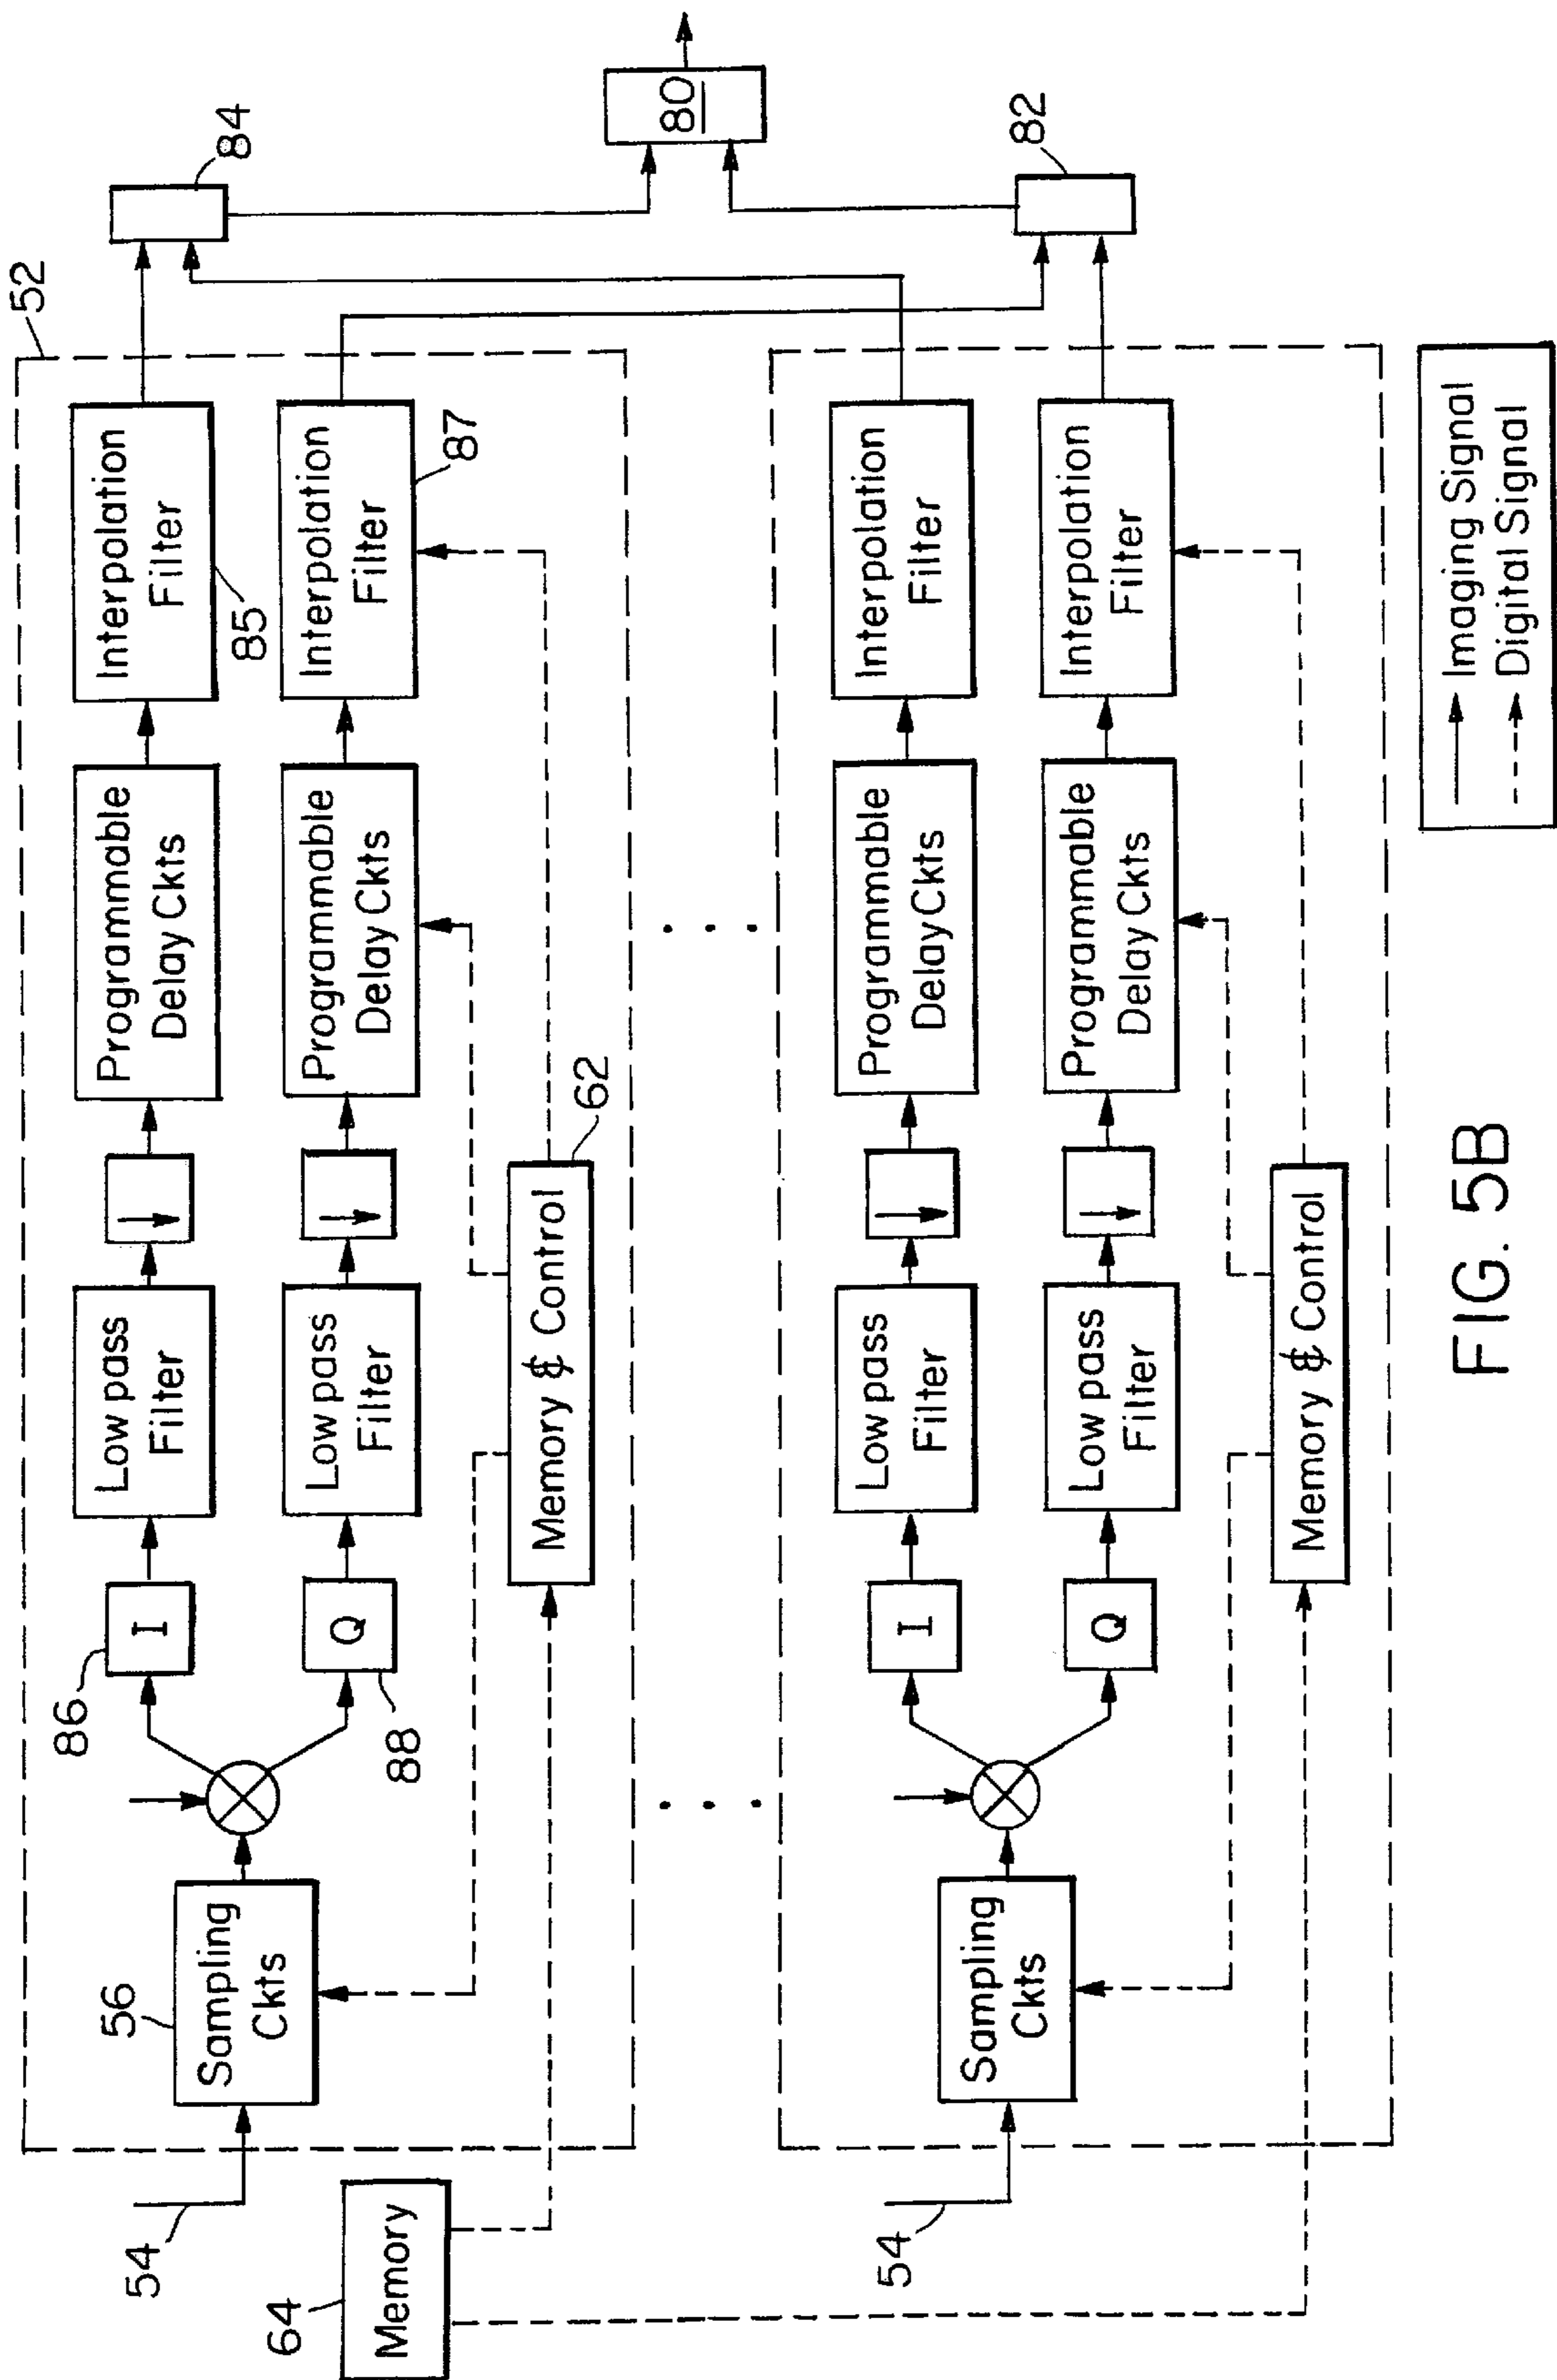 52
54
56
Sampling
Ckts
86
I
88
Q
Low pass
Filter
Low pass
Filter
Programmable
Delay Ckts
Programmable
Delay Ckts
Interpolation
Filter
85
Interpolation
Filter
87
62
Memory & Control
64
Memory
84
80
82
54
Sampling
Ckts
I
Q
Low pass
Filter
Low pass
Filter
Programmable
Delay Ckts
Programmable
Delay Ckts
Interpolation
Filter
Interpolation
Filter
Memory & Control
Imaging Signal
Digital Signal
FIG. 5B